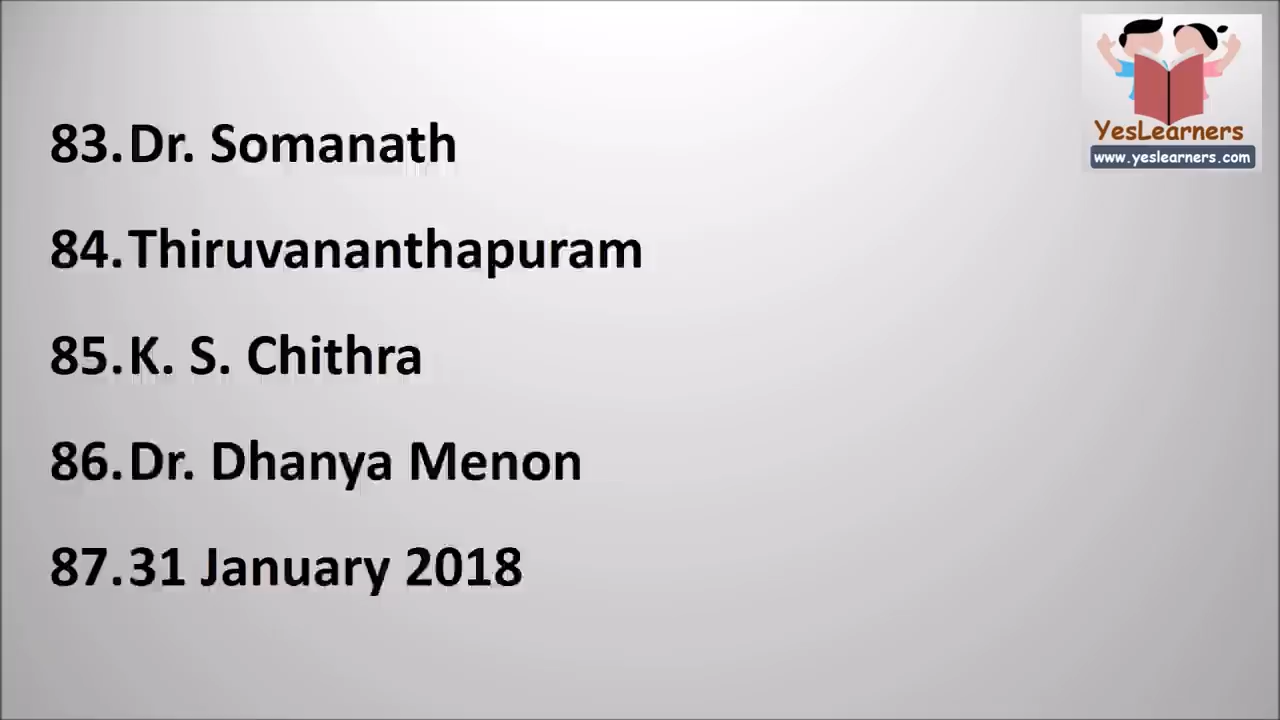 83. Dr. Somanath
84. Thiruvananthapuram
85. K. S. Chithra
86. Dr. Dhanya Menon
87. 31 January 2018
YesLearners
www.yeslearners.com